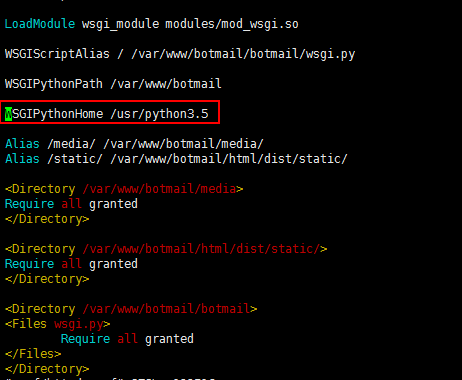 LoadModule wsgi_module modules/mod_wsgi.so
WSGIScriptAlias / /var/www/botmail/botmail/wsgi.py
WSGIPythonPath /var/www/botmail
WSGIPythonHome /usr/python3.5
Alias /media/ /var/www/botmail/media/
Alias /static/ /var/www/botmail/html/dist/static/
<Directory /var/www/botmail/media>
Require all granted
</Directory>
<Directory /var/www/botmail/html/dist/static/>
Require all granted
</Directory>
<Directory /var/www/botmail/botmail>
<Files wsgi.py>
Require all granted
</Files>
</Directory>